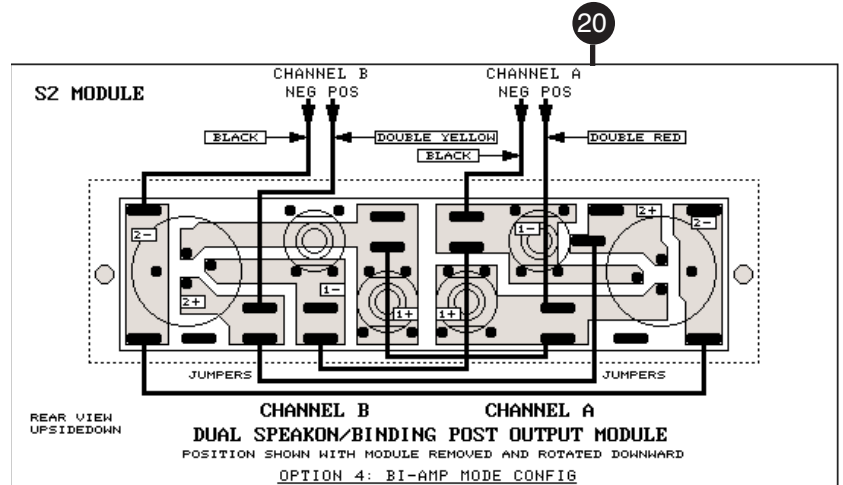 20
S2 MODULE
CHANNEL B
NEG POS
CHANNEL A
NEG POS
BLACK
DOUBLE YELLOW
BLACK
DOUBLE RED
2-
2+
1-
1+
1+
1-
2+
2-
JUMPERS
JUMPERS
CHANNEL B
CHANNEL A
REAR VIEW
UPSIDEDOWN
DUAL SPEAKON/BINDING POST OUTPUT MODULE
POSITION SHOWN WITH MODULE REMOVED AND ROTATED DOWNWARD
OPTION 4: BI-AMP MODE CONFIG